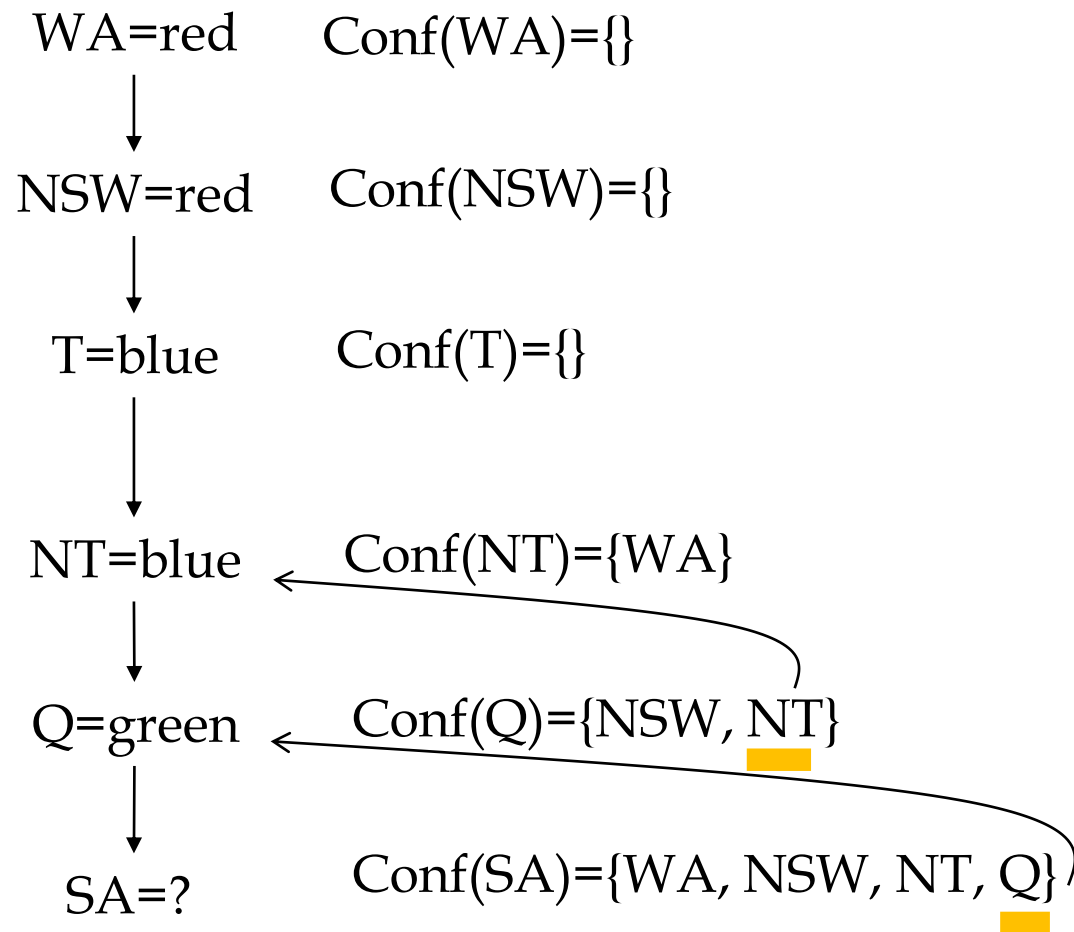 WA=red Conf(WA)={}
NSW=red Conf(NSW)={}
T=blue Conf(T)={}
NT=blue Conf(NT)={WA}
Q=green Conf(Q)={NSW, NT}
SA=? Conf(SA)={WA, NSW, NT, Q}